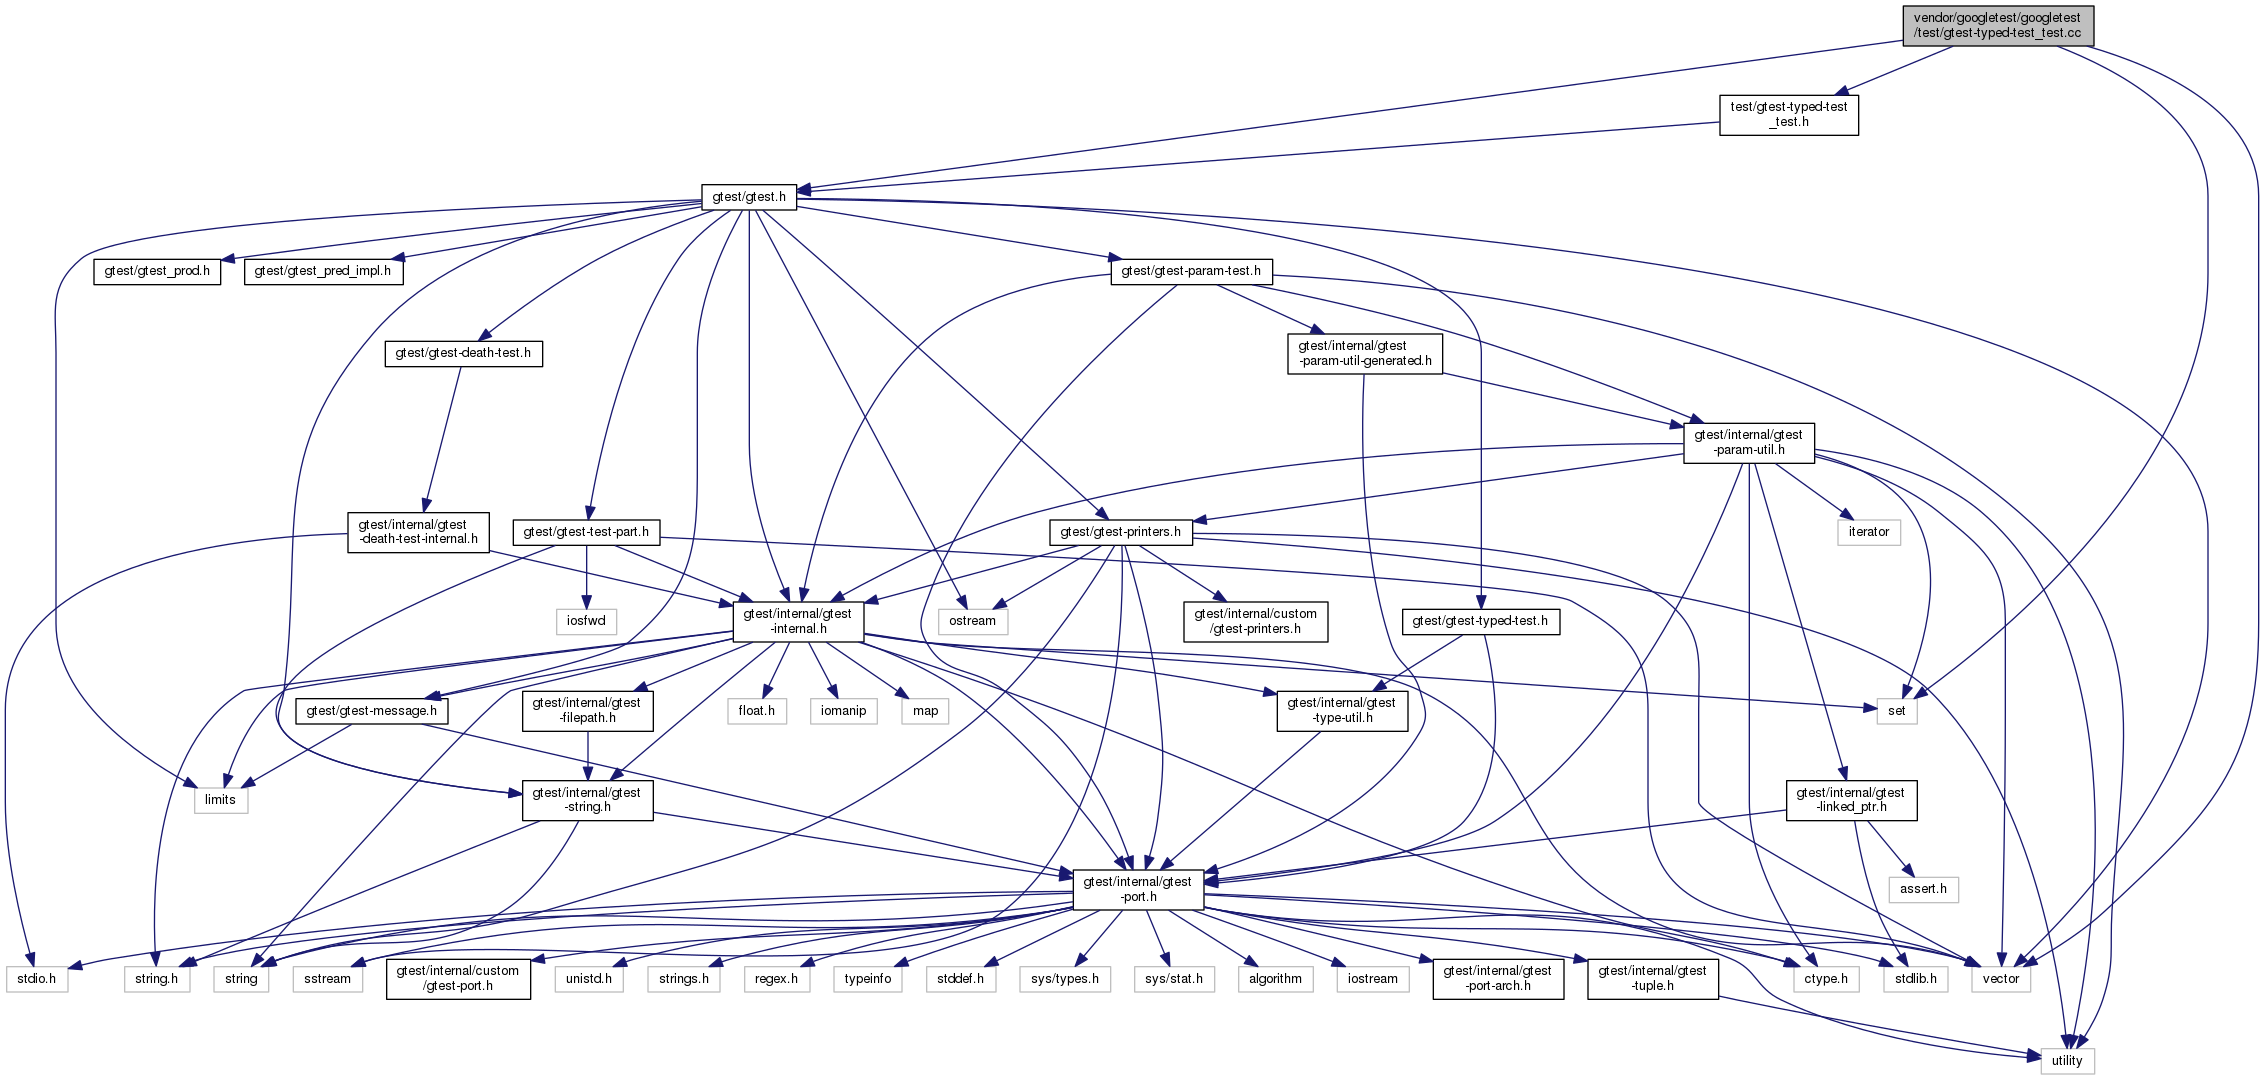 vendor/googletest/googletest
/test/gtest-typed-test_test.cc
test/gtest-typed-test
_test.h
gtest/gtest.h
gtest/gtest_prod.h
gtest/gtest_pred_impl.h
gtest/gtest-param-test.h
gtest/gtest-death-test.h
gtest/internal/gtest
-param-util-generated.h
gtest/internal/gtest
-param-util.h
gtest/internal/gtest
-death-test-internal.h
gtest/gtest-test-part.h
gtest/gtest-printers.h
iterator
gtest/internal/gtest
-internal.h
iosfwd
ostream
gtest/internal/custom
/gtest-printers.h
gtest/gtest-typed-test.h
gtest/gtest-message.h
gtest/internal/gtest
-filepath.h
float.h
iomanip
map
gtest/internal/gtest
-type-util.h
set
limits
gtest/internal/gtest
-string.h
gtest/internal/gtest
-linked_ptr.h
gtest/internal/gtest
-port.h
assert.h
stdio.h
string.h
string
sstream
gtest/internal/custom
/gtest-port.h
unistd.h
strings.h
regex.h
typeinfo
stddef.h
sys/types.h
sys/stat.h
algorithm
iostream
gtest/internal/gtest
-port-arch.h
gtest/internal/gtest
-tuple.h
ctype.h
stdlib.h
vector
utility